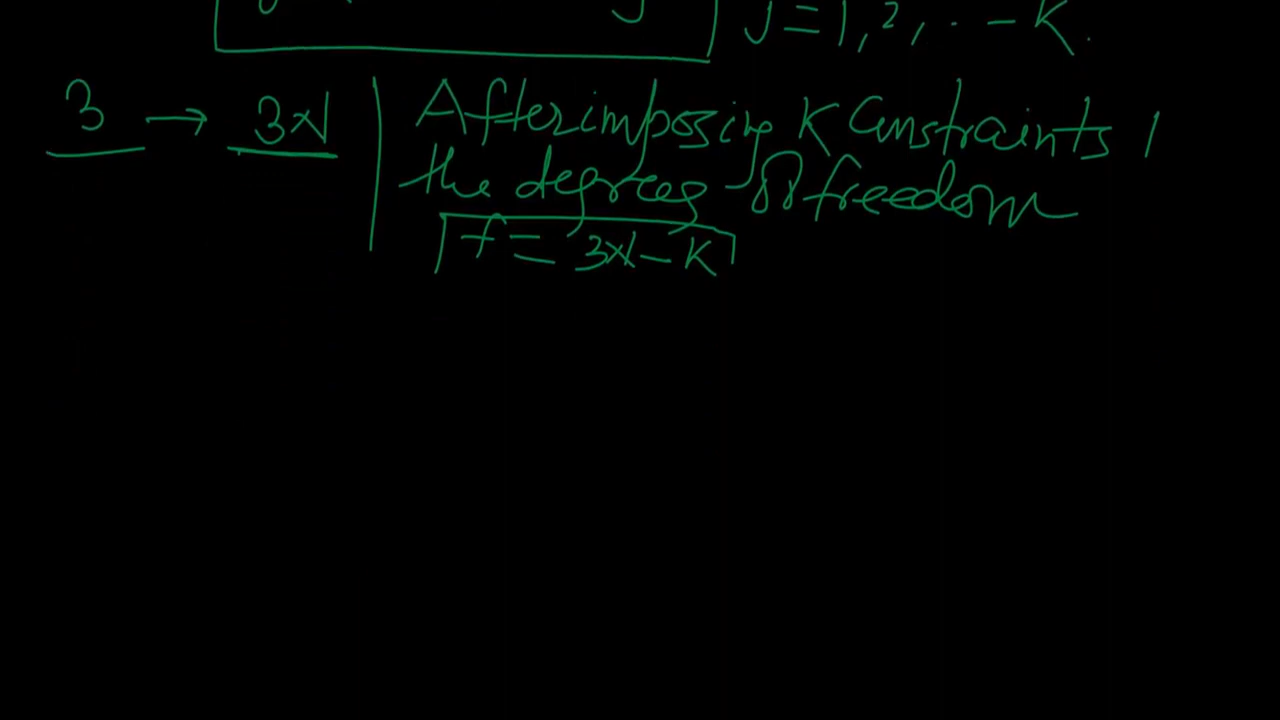 j = 1, 2, . . - K.
3 → 3N | After imposing K Constraints,
the degrees of freedom
f = 3N - K